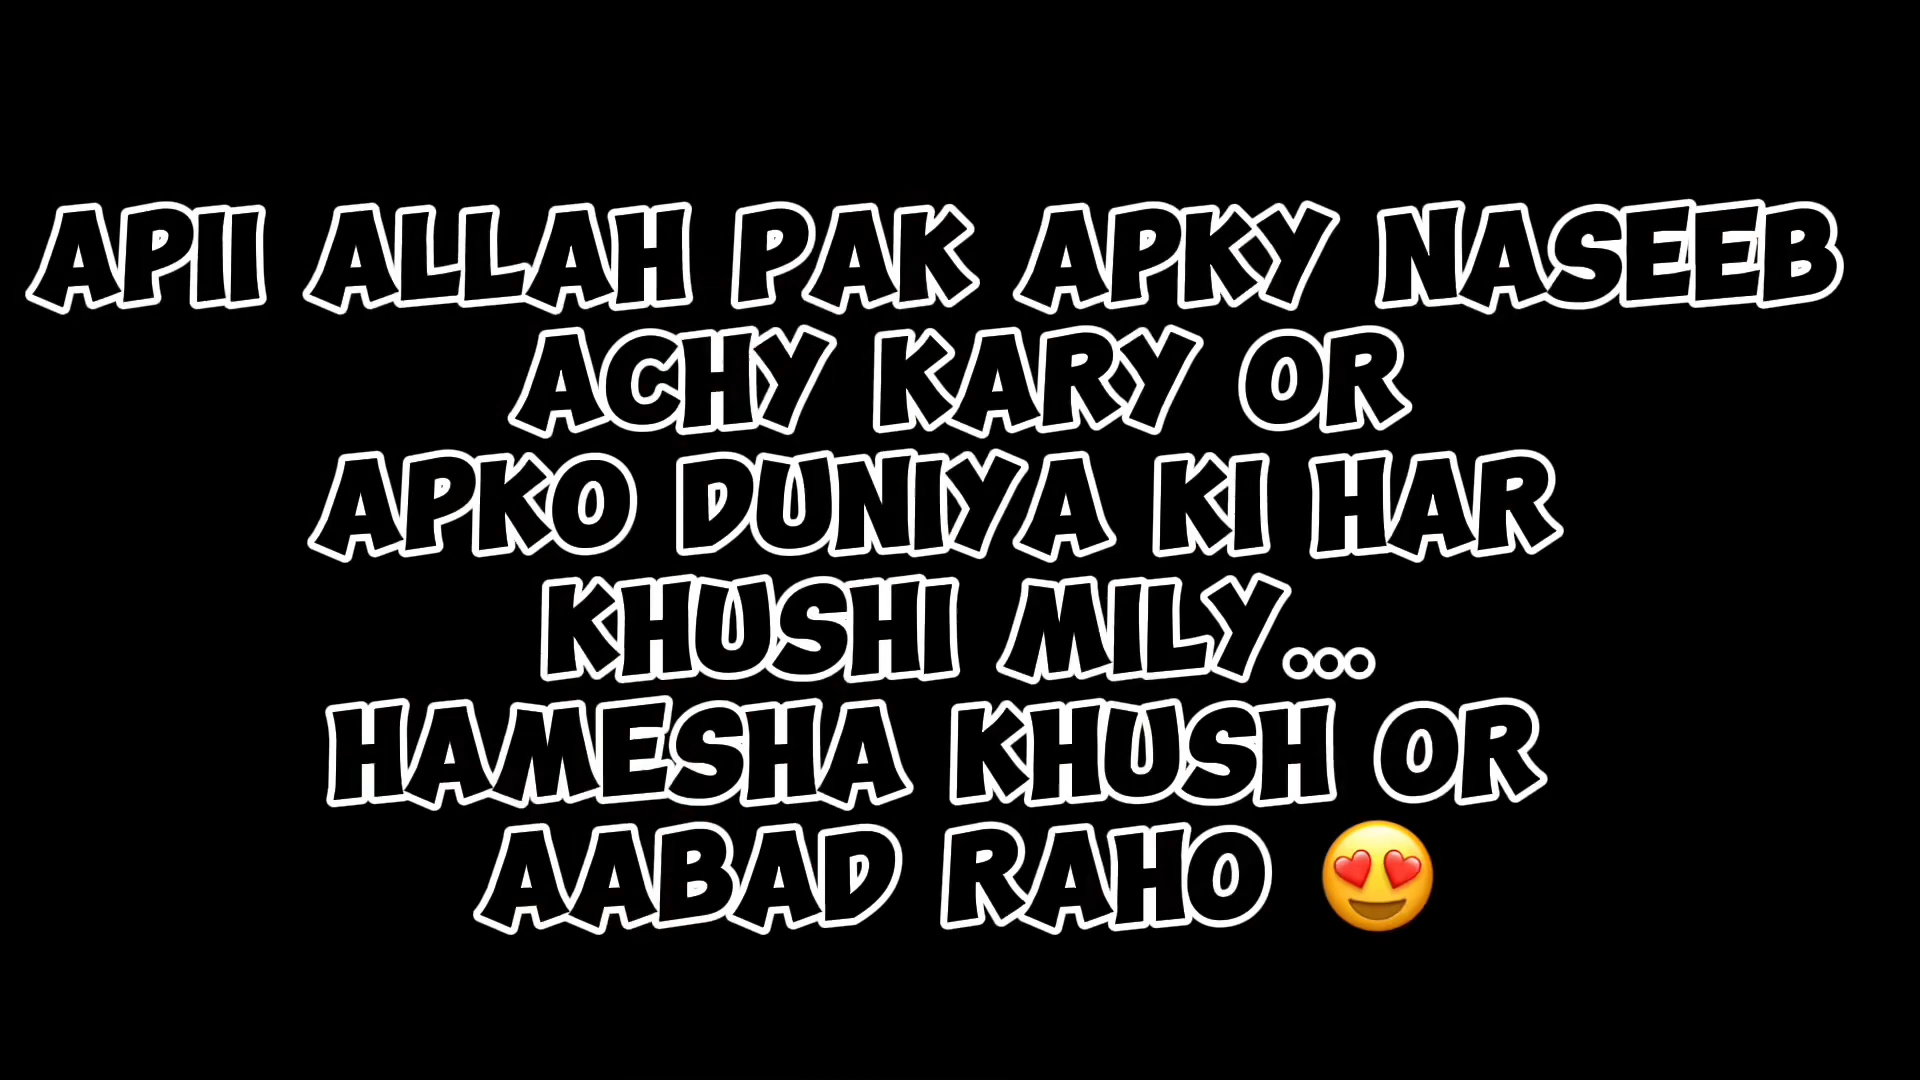 APII ALLAH PAK APKY NASEEB
ACHY KARY OR
APKO DUNIYA KI HAR
KHUSHI MILY...
HAMESHA KHUSH OR
AABAD RAHO 😍